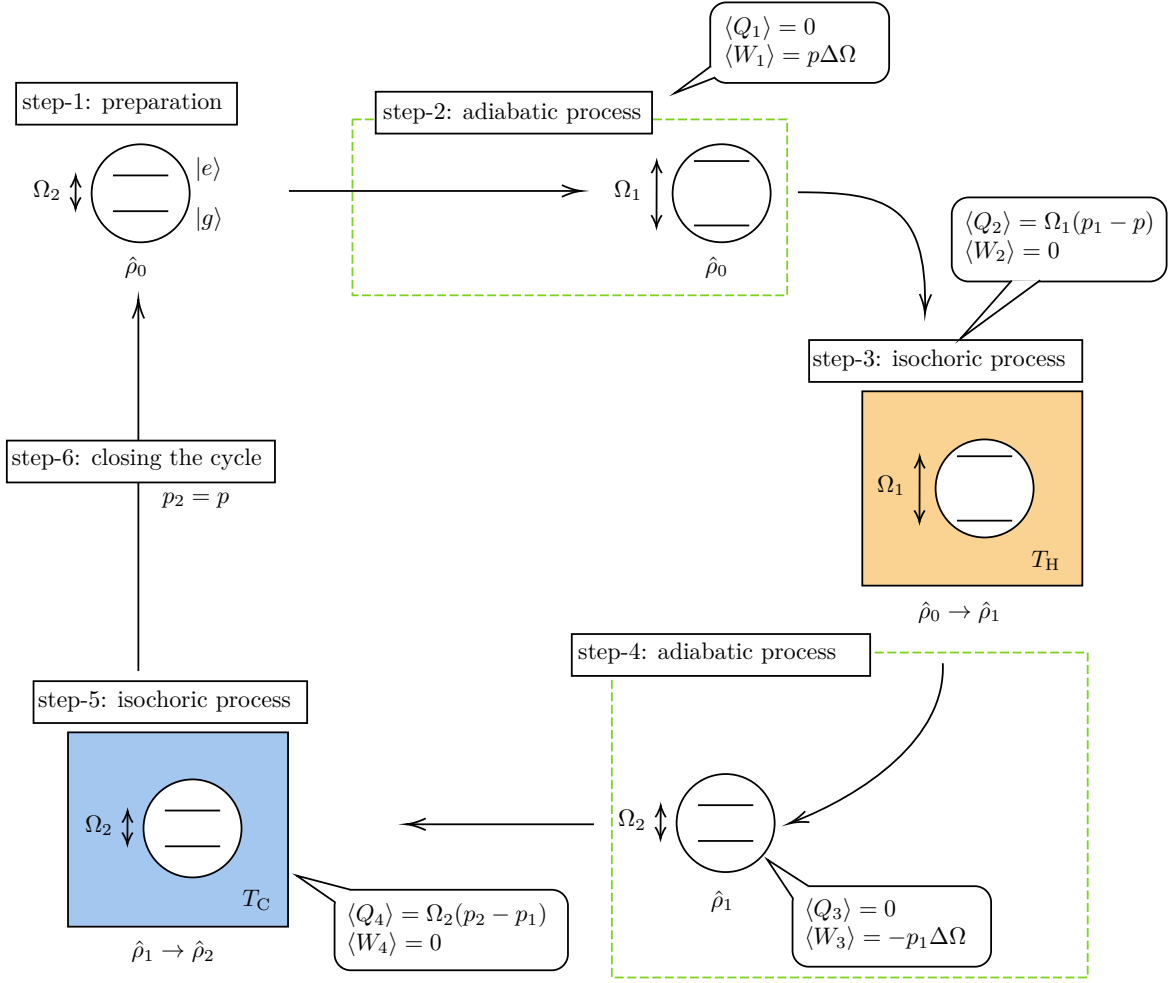 ⟨Q₁⟩ = 0
⟨W₁⟩ = pΔΩ
step-1: preparation
step-2: adiabatic process
Ω₂
|e⟩
|g⟩
ρ̂₀
Ω₁
ρ̂₀
⟨Q₂⟩ = Ω₁(p₁ − p)
⟨W₂⟩ = 0
step-3: isochoric process
Ω₁
T_H
ρ̂₀ → ρ̂₁
step-6: closing the cycle
p₂ = p
step-4: adiabatic process
Ω₂
ρ̂₁
⟨Q₃⟩ = 0
⟨W₃⟩ = −p₁ΔΩ
step-5: isochoric process
Ω₂
T_C
ρ̂₁ → ρ̂₂
⟨Q₄⟩ = Ω₂(p₂ − p₁)
⟨W₄⟩ = 0